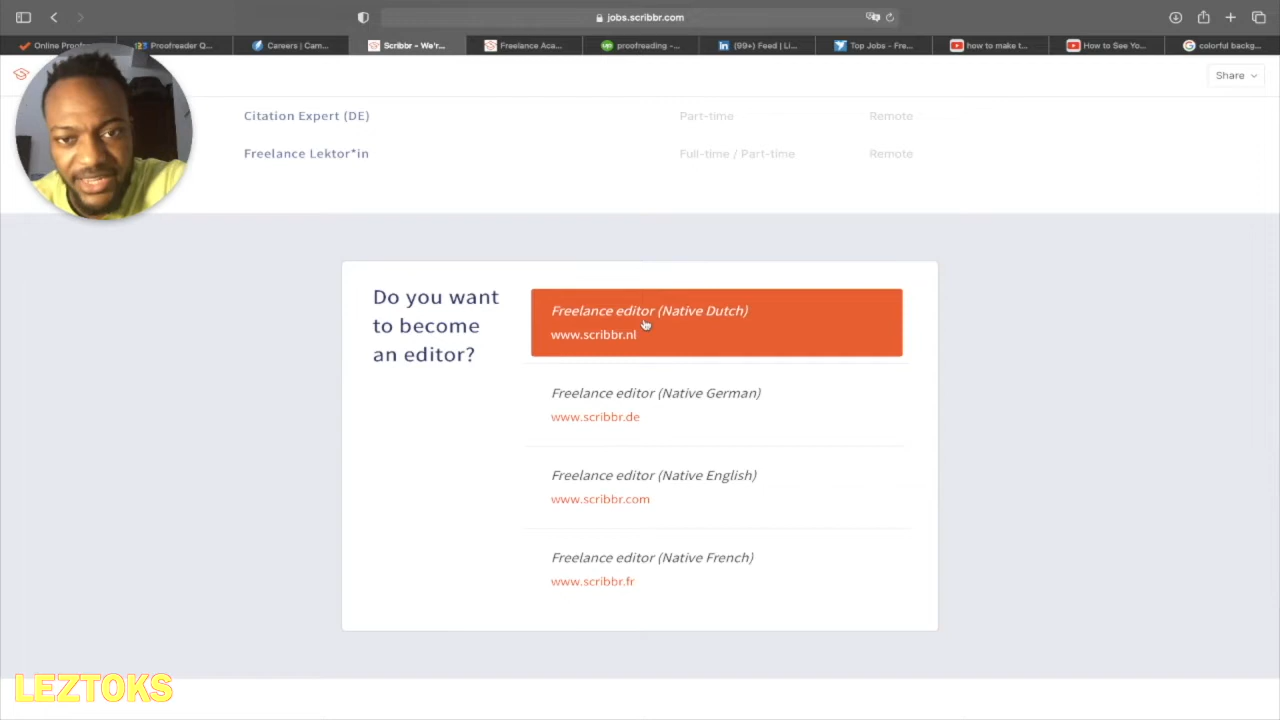 jobs.scribbr.com
Online Proofr
123 Proofreader Q...
Careers | Cam...
Scribbr - We'r...
Freelance Aca...
up proofreading -...
in (99+) Feed | Li...
Top Jobs - Fre...
how to make t...
How to See Yo...
G colorful backg...
Share
Citation Expert (DE) Part-time Remote
Freelance Lektor*in Full-time / Part-time Remote
Do you want
to become
an editor?
Freelance editor (Native Dutch)
www.scribbr.nl
Freelance editor (Native German)
www.scribbr.de
Freelance editor (Native English)
www.scribbr.com
Freelance editor (Native French)
www.scribbr.fr
LEZTOKS